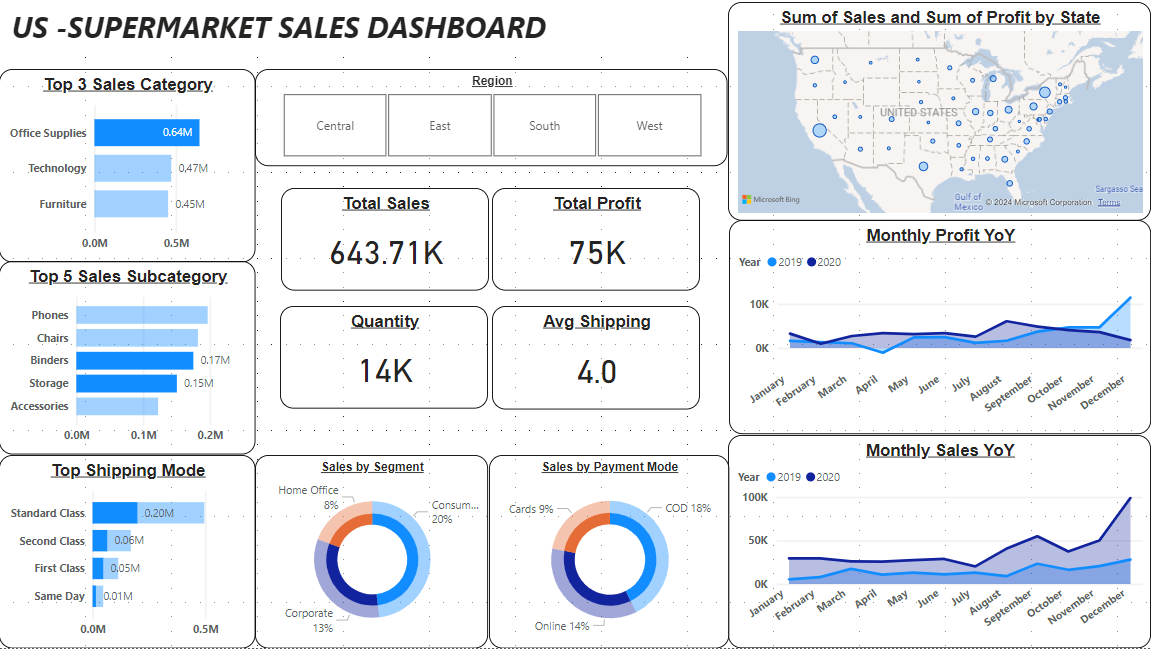 US -SUPERMARKET SALES DASHBOARD
Top 3 Sales Category
Office Supplies 0.64M
Technology 0.47M
Furniture 0.45M
0.0M 0.5M
Region
Central East South West
Total Sales
643.71K
Total Profit
75K
Quantity
14K
Avg Shipping
4.0
Sum of Sales and Sum of Profit by State
UNITED STATES
Gulf of
Mexico
Sargasso Sea
Microsoft Bing
© 2024 Microsoft Corporation Terms
Top 5 Sales Subcategory
Phones
Chairs
Binders 0.17M
Storage 0.15M
Accessories
0.0M 0.1M 0.2M
Monthly Profit YoY
Year 2019 2020
10K
0K
January February March April May June July August September October November December
Top Shipping Mode
Standard Class 0.20M
Second Class 0.06M
First Class 0.05M
Same Day 0.01M
0.0M 0.5M
Sales by Segment
Home Office
8%
Consum...
20%
Corporate
13%
Sales by Payment Mode
Cards 9%
COD 18%
Online 14%
Monthly Sales YoY
Year 2019 2020
100K
50K
0K
January February March April May June July August September October November December